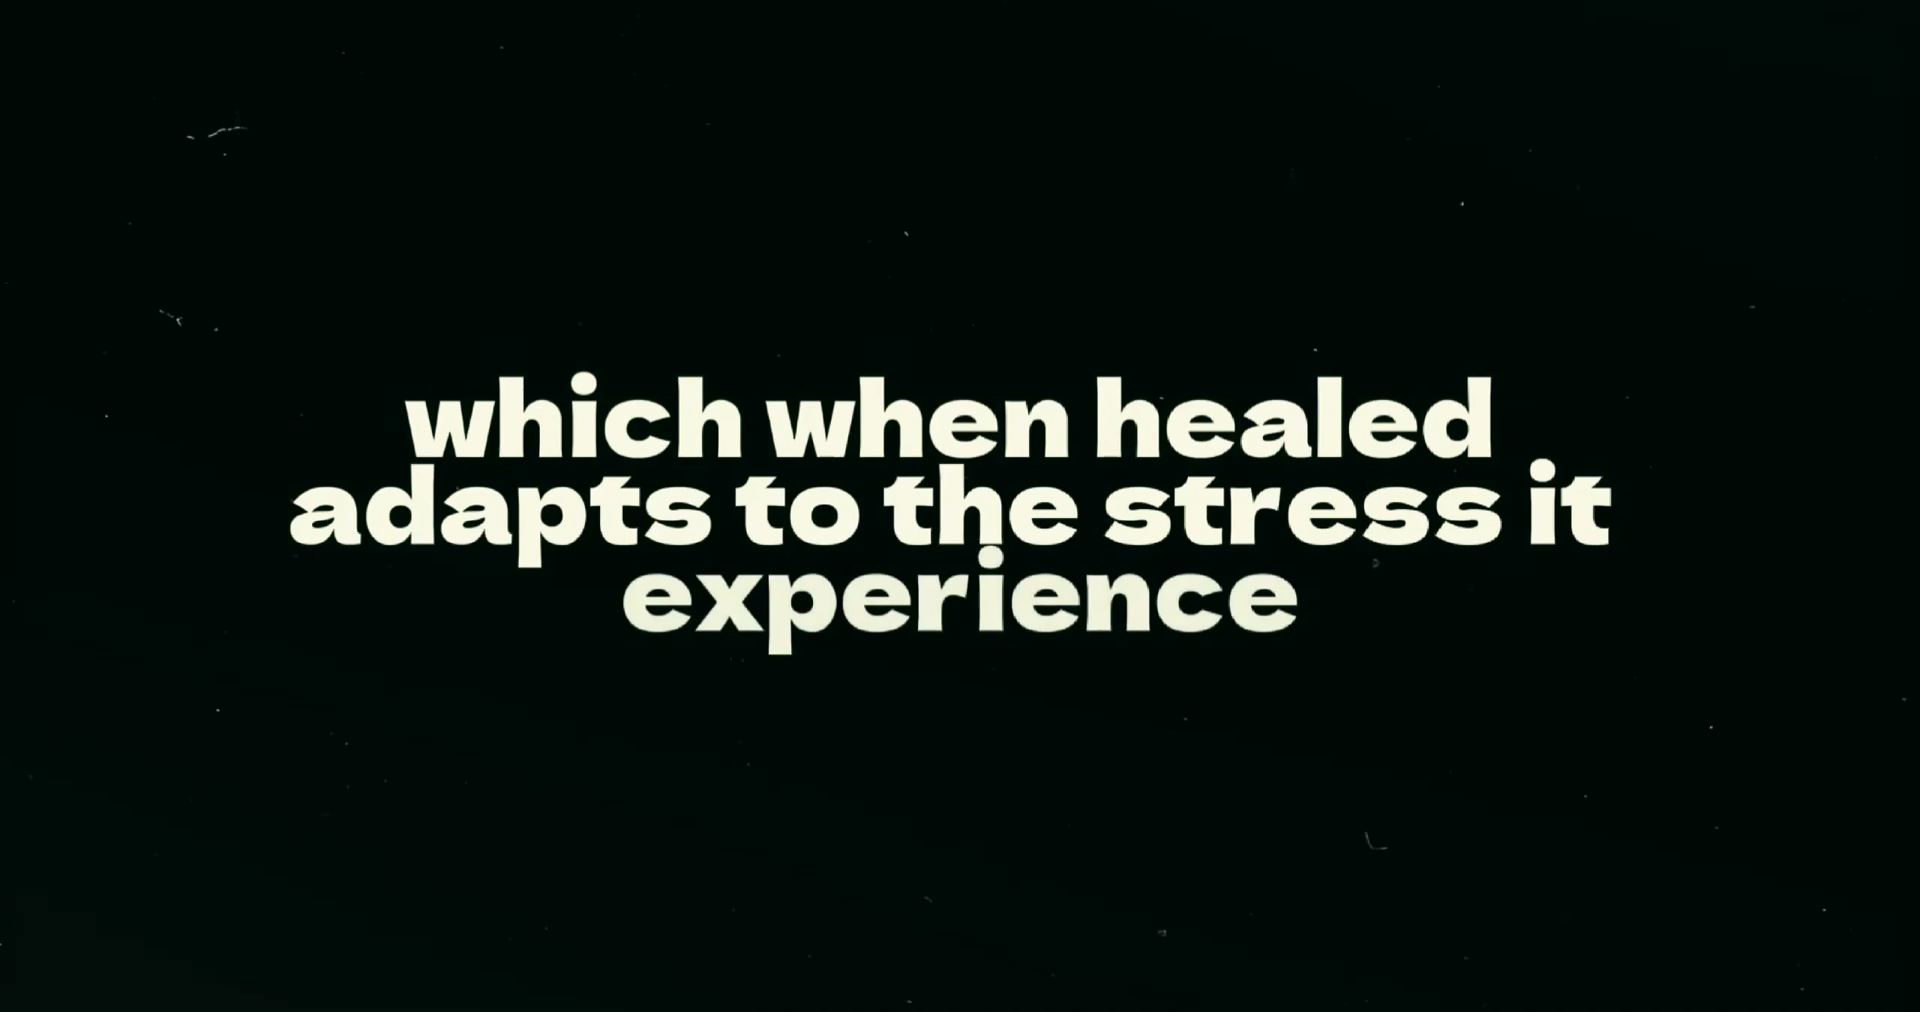 which when healed
adapts to the stress it
experience